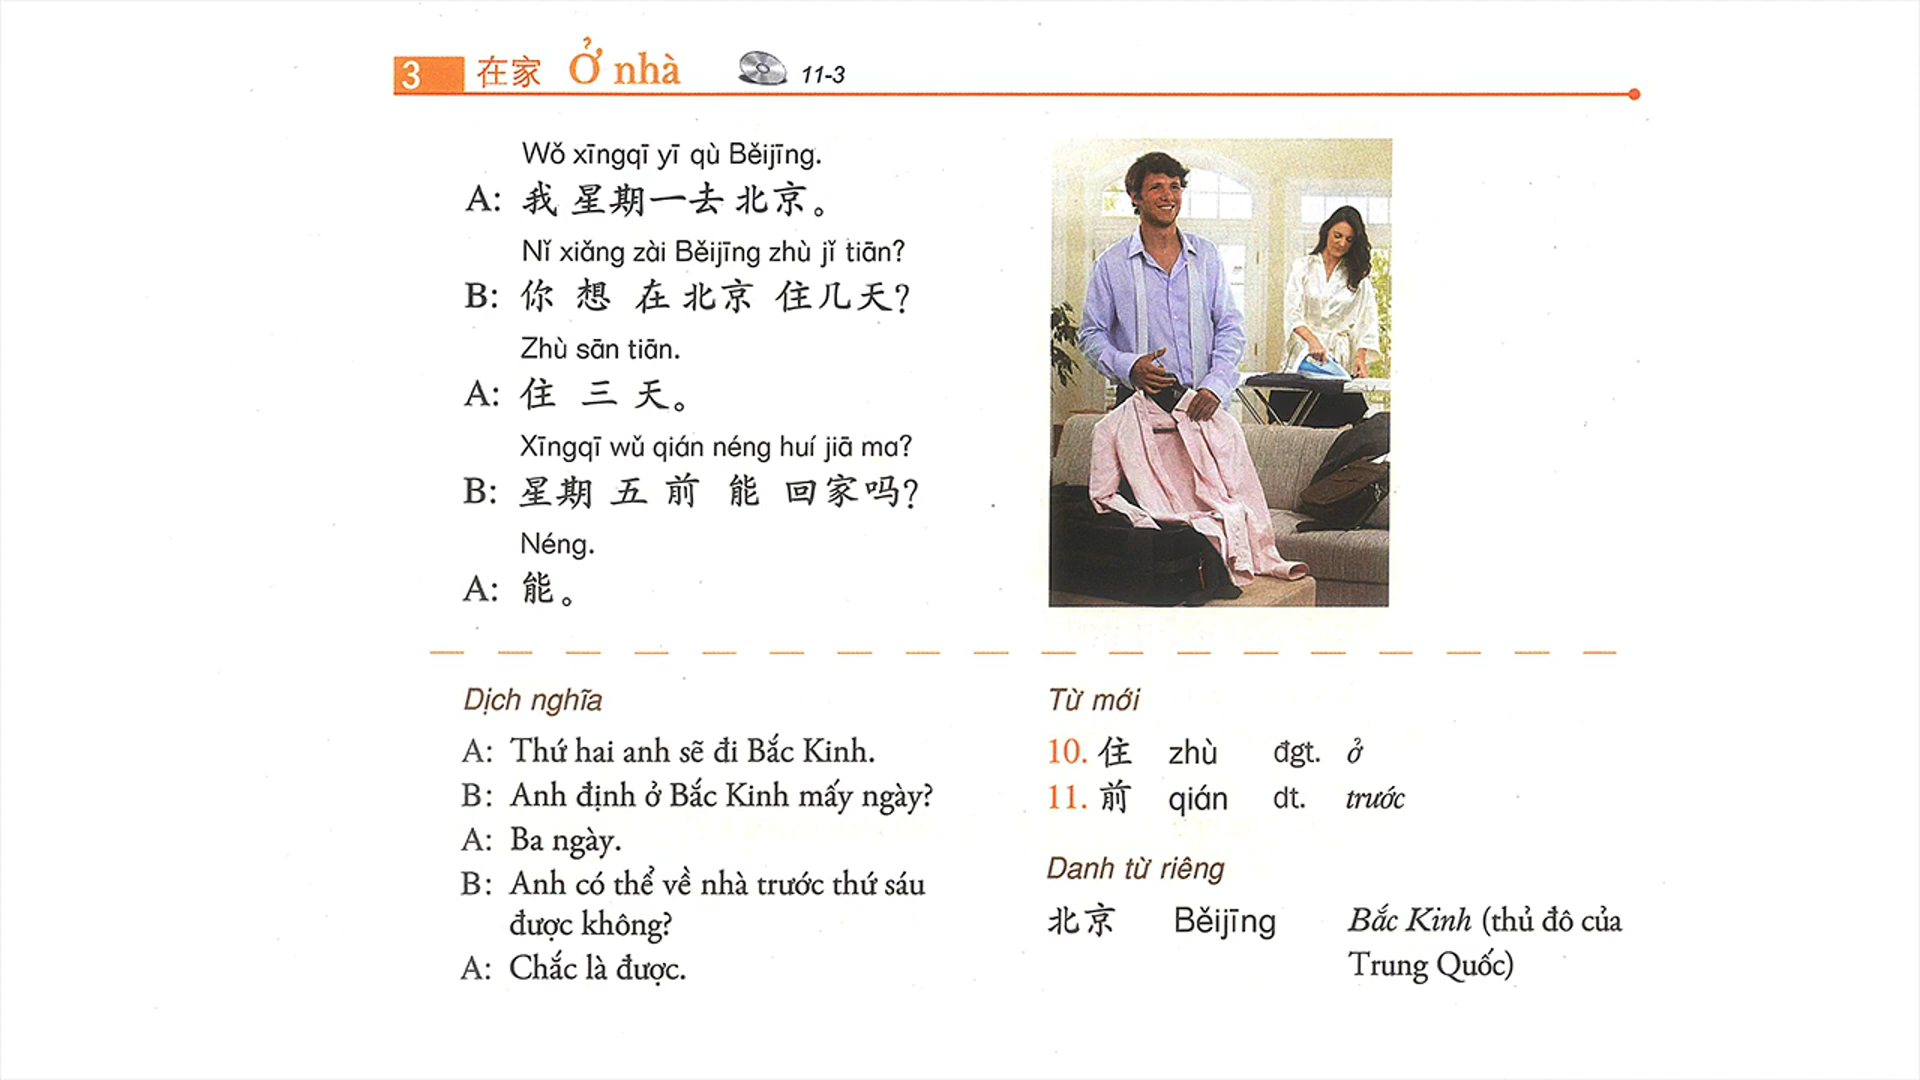 3 在家 Ở nhà 11-3
Wǒ xīngqī yī qù Běijīng.
A: 我 星期一去 北京。
Nǐ xiǎng zài Běijīng zhù jǐ tiān?
B: 你 想 在 北京 住几天?
Zhù sān tiān.
A: 住 三 天。
Xīngqī wǔ qián néng huí jiā ma?
B: 星期 五 前 能 回家吗?
Néng.
A: 能。
Dịch nghĩa
A: Thứ hai anh sẽ đi Bắc Kinh.
B: Anh định ở Bắc Kinh mấy ngày?
A: Ba ngày.
B: Anh có thể về nhà trước thứ sáu
được không?
A: Chắc là được.
Từ mới
10. 住 zhù đgt. ở
11. 前 qián dt. trước
Danh từ riêng
北京 Běijīng Bắc Kinh (thủ đô của
Trung Quốc)